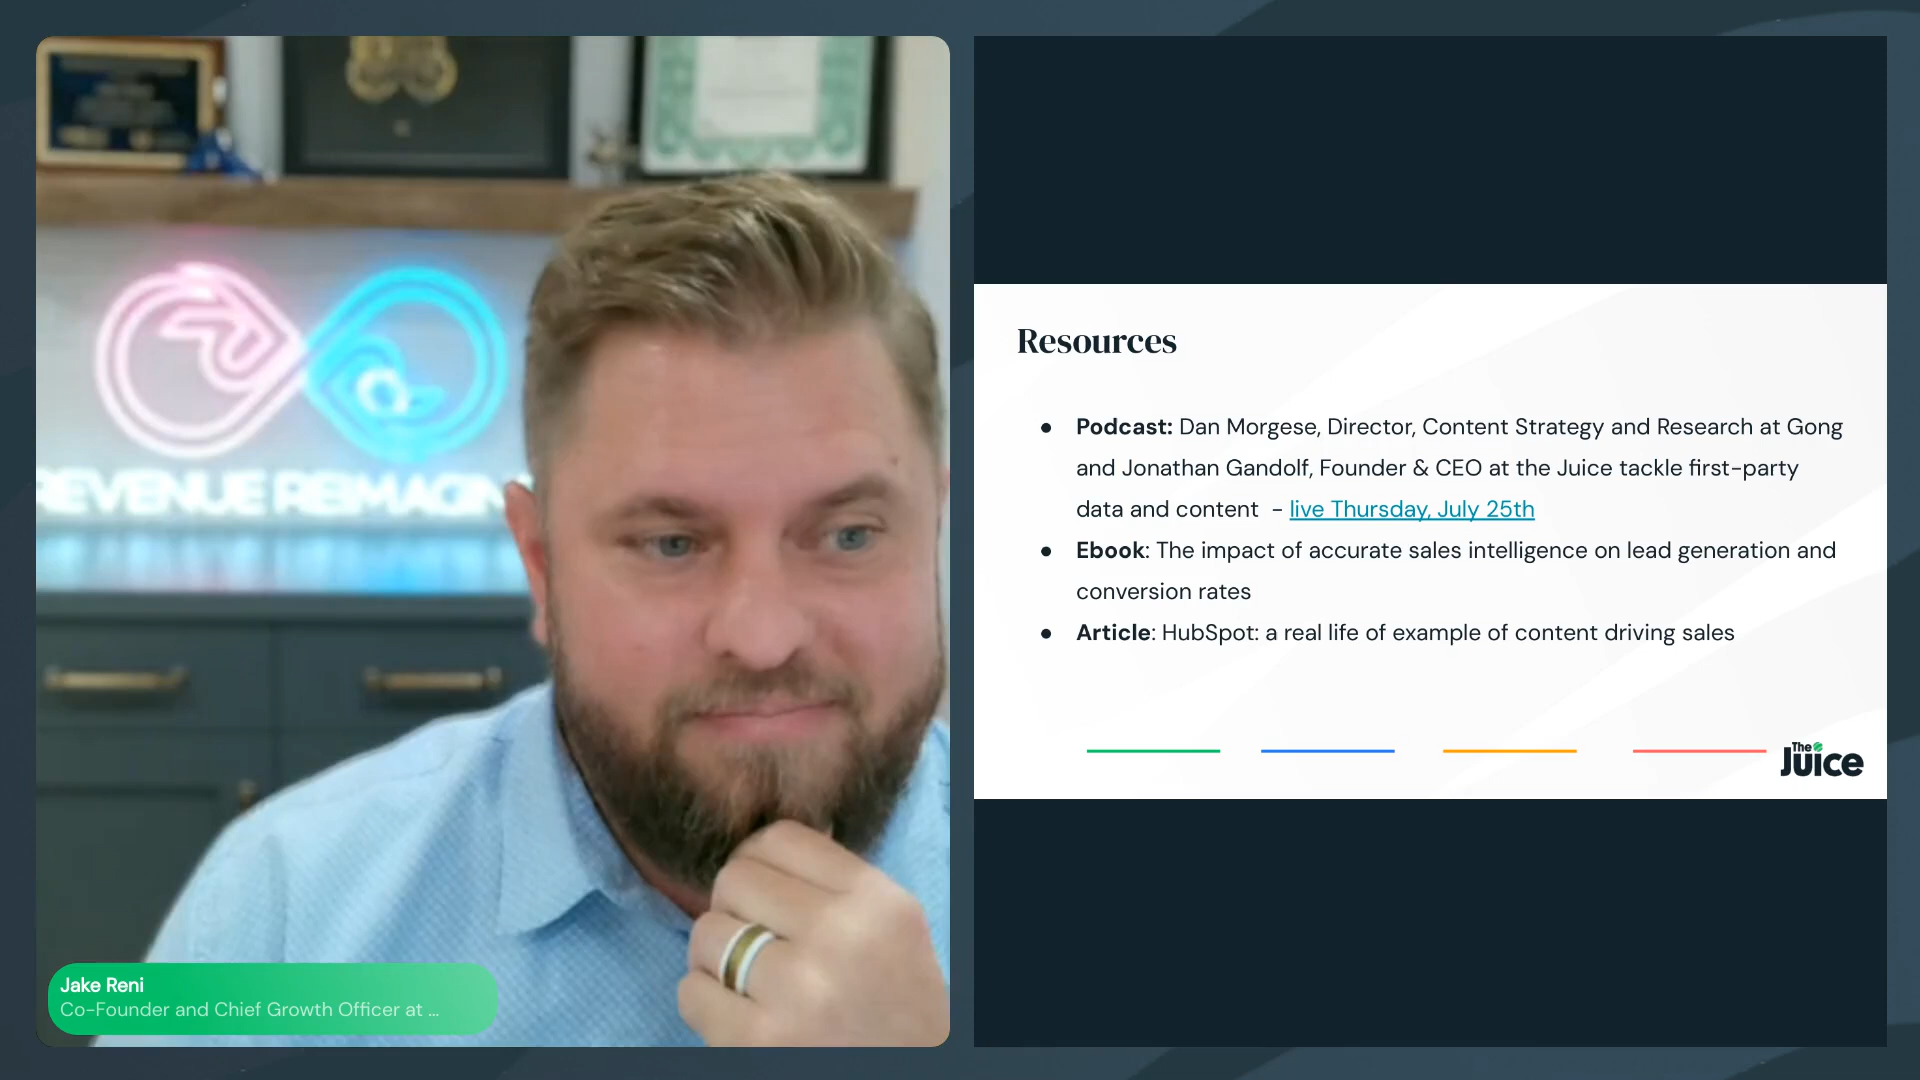 REVENUE REIMAGIN
Jake Reni
Co-Founder and Chief Growth Officer at ...
Resources
● Podcast: Dan Morgese, Director, Content Strategy and Research at Gong
and Jonathan Gandolf, Founder & CEO at the Juice tackle first-party
data and content - live Thursday, July 25th
● Ebook: The impact of accurate sales intelligence on lead generation and
conversion rates
● Article: HubSpot: a real life of example of content driving sales
The
Juice